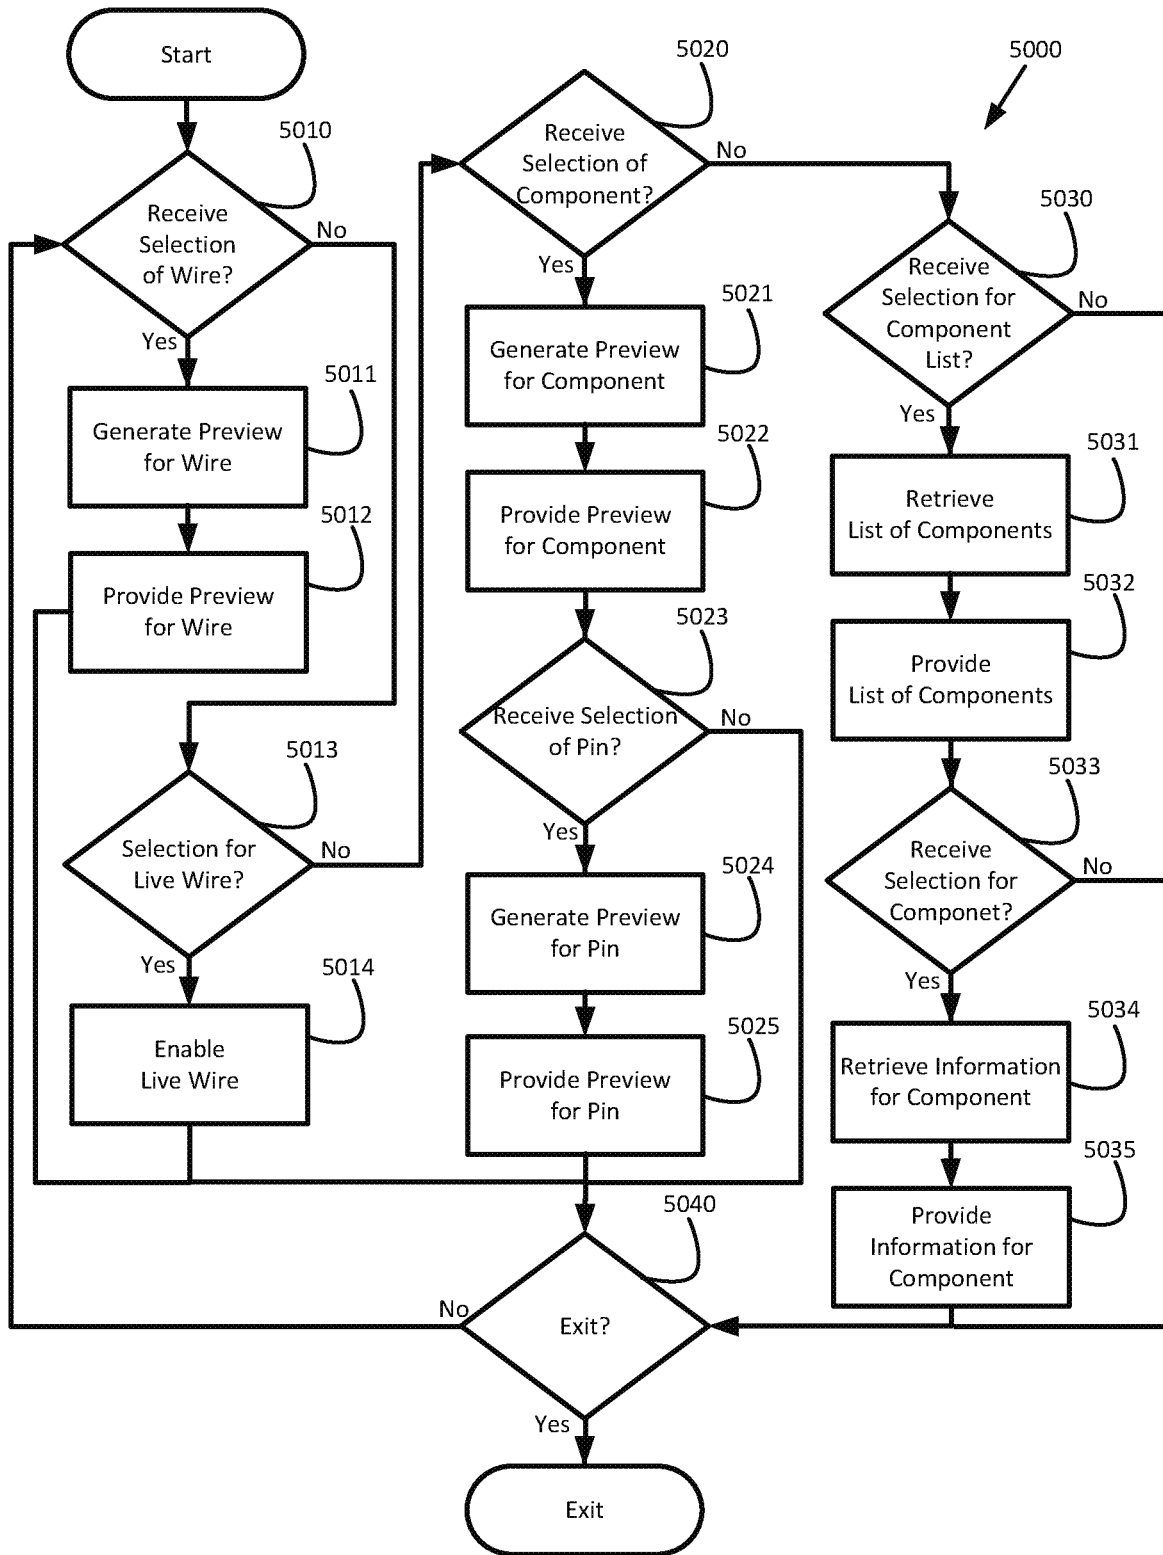 Start
5010
Receive
Selection
of Wire?
No
Yes
5011
Generate Preview
for Wire
5012
Provide Preview
for Wire
5013
Selection for
Live Wire?
No
Yes
5014
Enable
Live Wire
5020
Receive
Selection of
Component?
No
Yes
5021
Generate Preview
for Component
5022
Provide Preview
for Component
5023
Receive Selection
of Pin?
No
Yes
5024
Generate Preview
for Pin
5025
Provide Preview
for Pin
5040
Exit?
No
Yes
Exit
5000
5030
Receive
Selection for
Component
List?
No
Yes
5031
Retrieve
List of Components
5032
Provide
List of Components
5033
Receive
Selection for
Componet?
No
Yes
5034
Retrieve Information
for Component
5035
Provide
Information for
Component